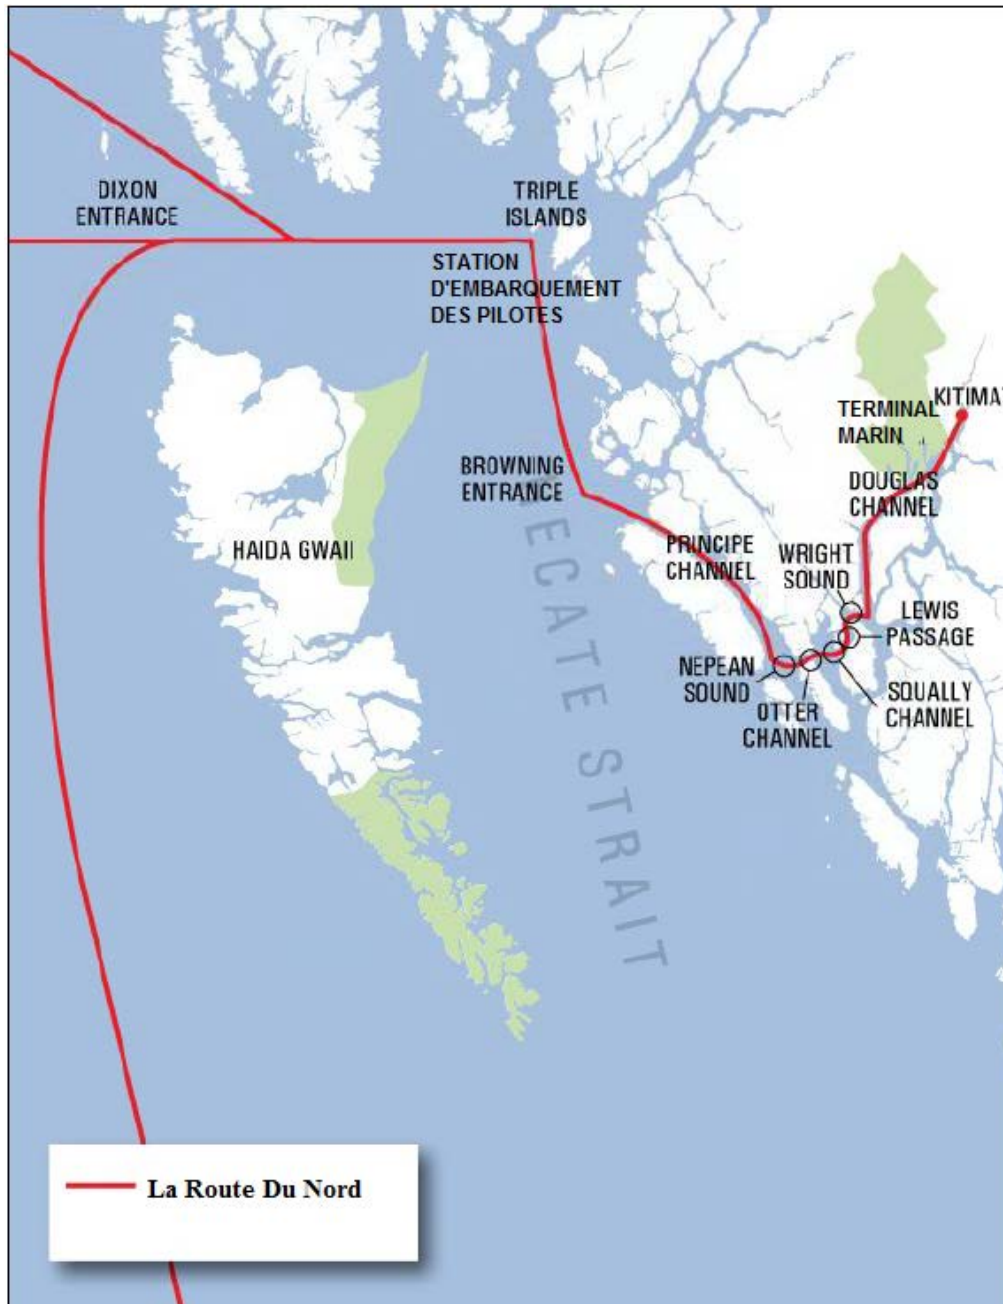 DIXON
ENTRANCE
TRIPLE
ISLANDS
STATION
D'EMBARQUEMENT
DES PILOTES
KITIMAT
TERMINAL
MARIN
BROWNING
ENTRANCE
DOUGLAS
CHANNEL
HAIDA GWAII
PRINCIPE
CHANNEL
WRIGHT
SOUND
LEWIS
PASSAGE
NEPEAN
SOUND
OTTER
CHANNEL
SQUALLY
CHANNEL
HECATE STRAIT
La Route Du Nord